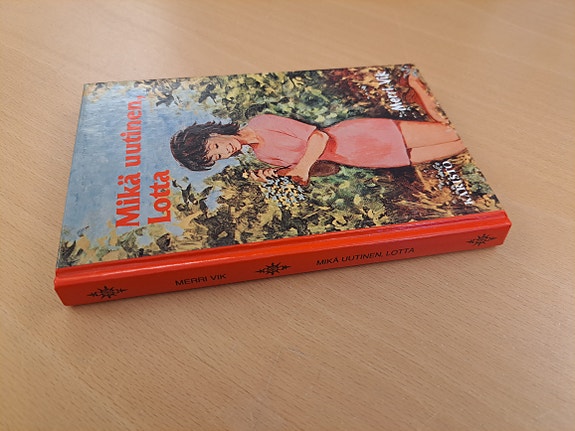 Mikä uutinen,
Lotta
Merri Vik
MERRI VIK
MIKÄ UUTINEN, LOTTA